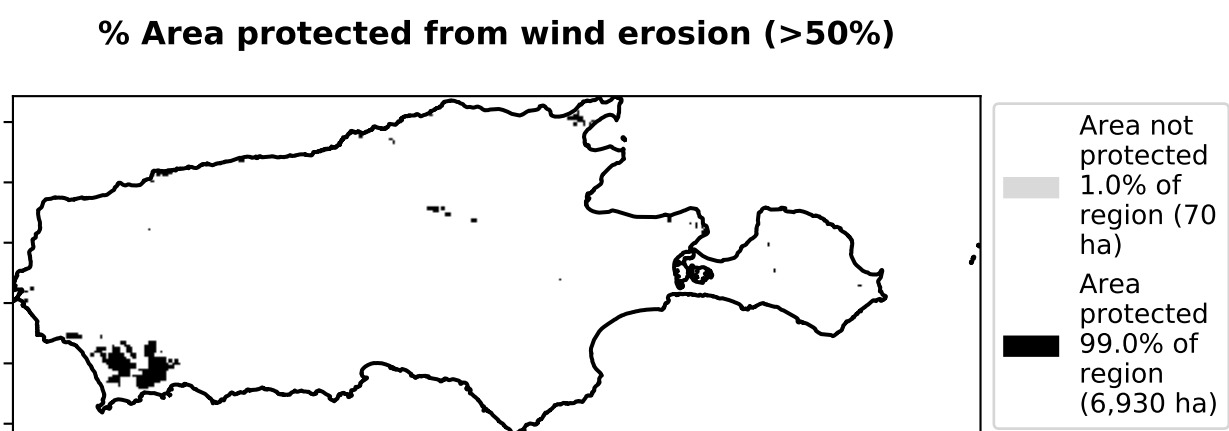 % Area protected from wind erosion (>50%)
Area not
protected
1.0% of
region (70
ha)
Area
protected
99.0% of
region
(6,930 ha)